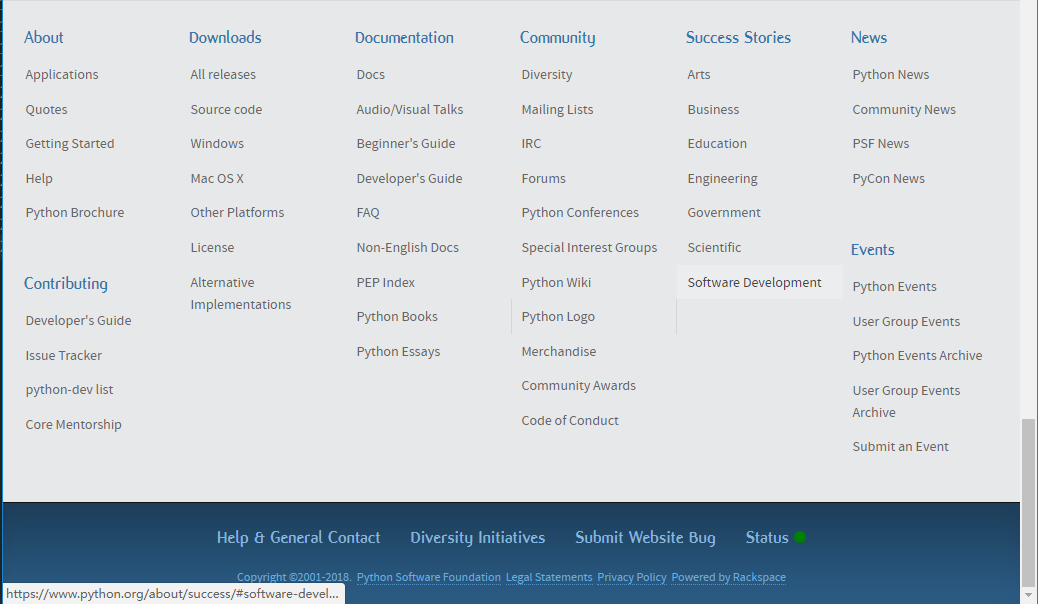 About
Applications
Quotes
Getting Started
Help
Python Brochure
Contributing
Developer's Guide
Issue Tracker
python-dev list
Core Mentorship
Downloads
All releases
Source code
Windows
Mac OS X
Other Platforms
License
Alternative
Implementations
Documentation
Docs
Audio/Visual Talks
Beginner's Guide
Developer's Guide
FAQ
Non-English Docs
PEP Index
Python Books
Python Essays
Community
Diversity
Mailing Lists
IRC
Forums
Python Conferences
Special Interest Groups
Python Wiki
Python Logo
Merchandise
Community Awards
Code of Conduct
Success Stories
Arts
Business
Education
Engineering
Government
Scientific
Software Development
News
Python News
Community News
PSF News
PyCon News
Events
Python Events
User Group Events
Python Events Archive
User Group Events
Archive
Submit an Event
Help & General Contact Diversity Initiatives Submit Website Bug Status
Copyright ©2001-2018. Python Software Foundation Legal Statements Privacy Policy Powered by Rackspace
https://www.python.org/about/success/#software-devel...